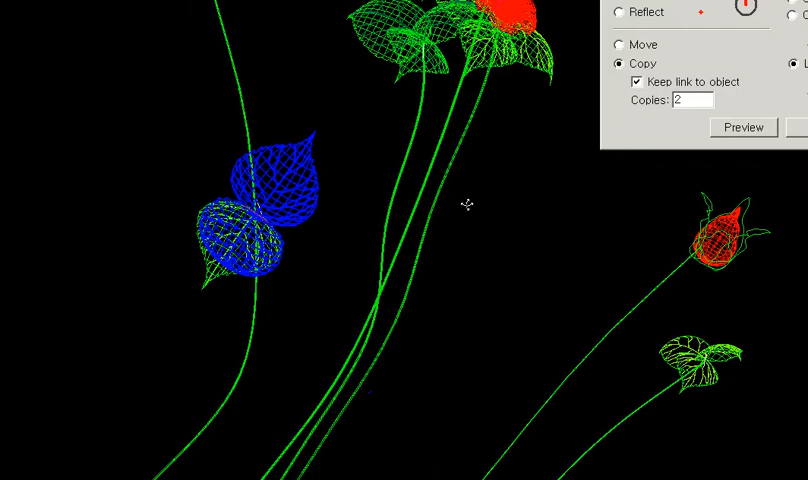 Reflect
Move
Copy
Keep link to object
Copies: 2
Preview